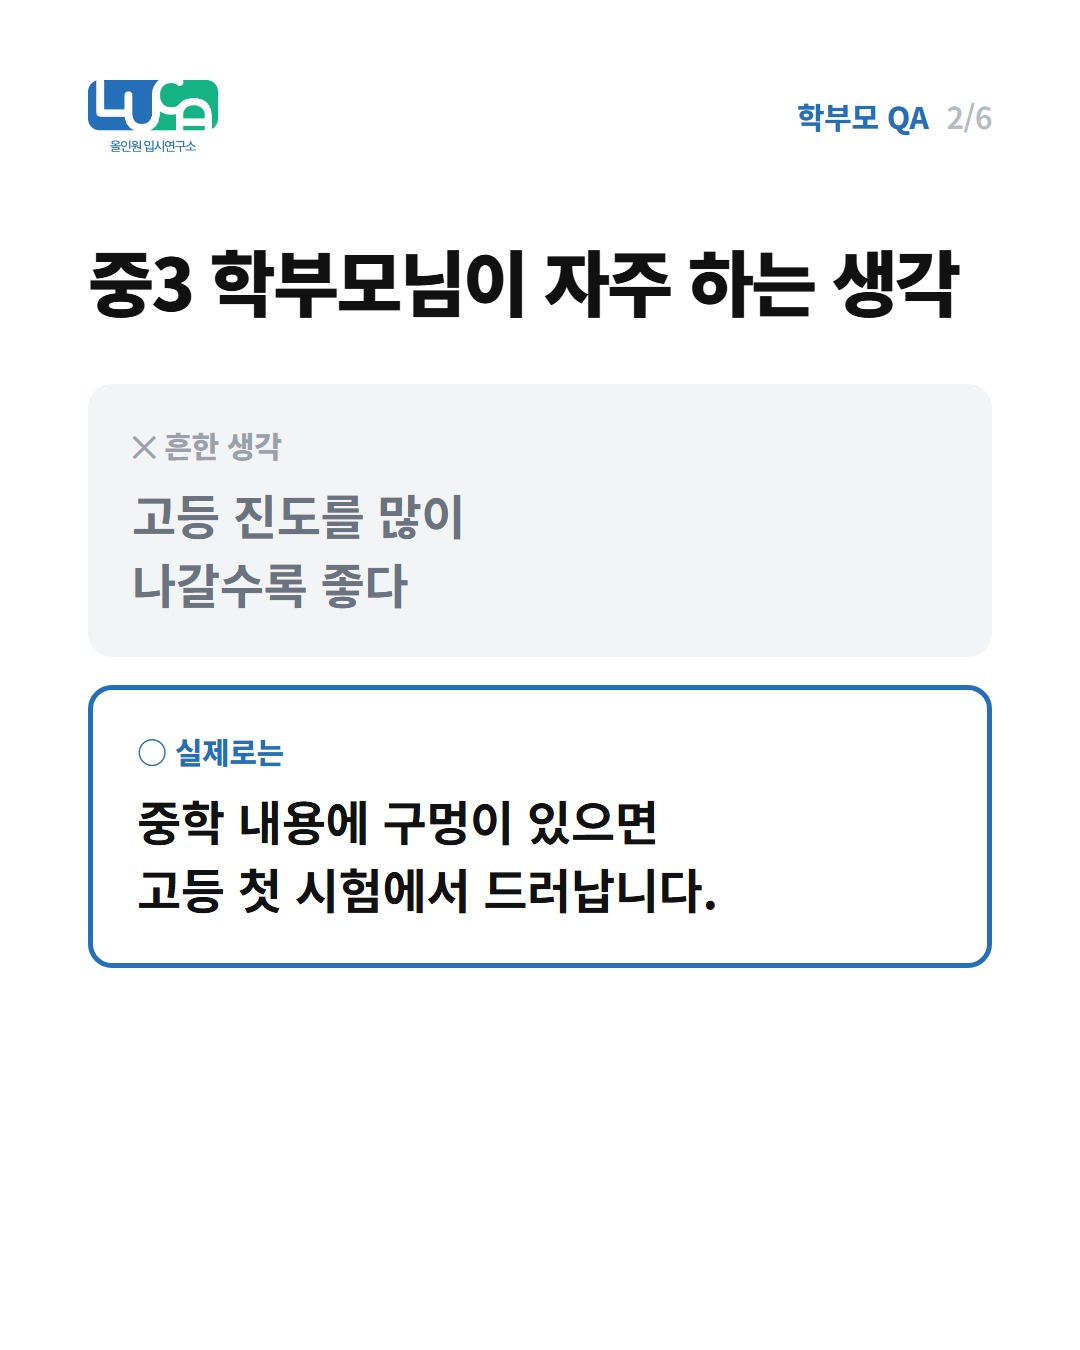 Luca
올인원 입시연구소
학부모 QA 2/6
중3 학부모님이 자주 하는 생각
✕ 흔한 생각
고등 진도를 많이
나갈수록 좋다
○ 실제로는
중학 내용에 구멍이 있으면
고등 첫 시험에서 드러납니다.